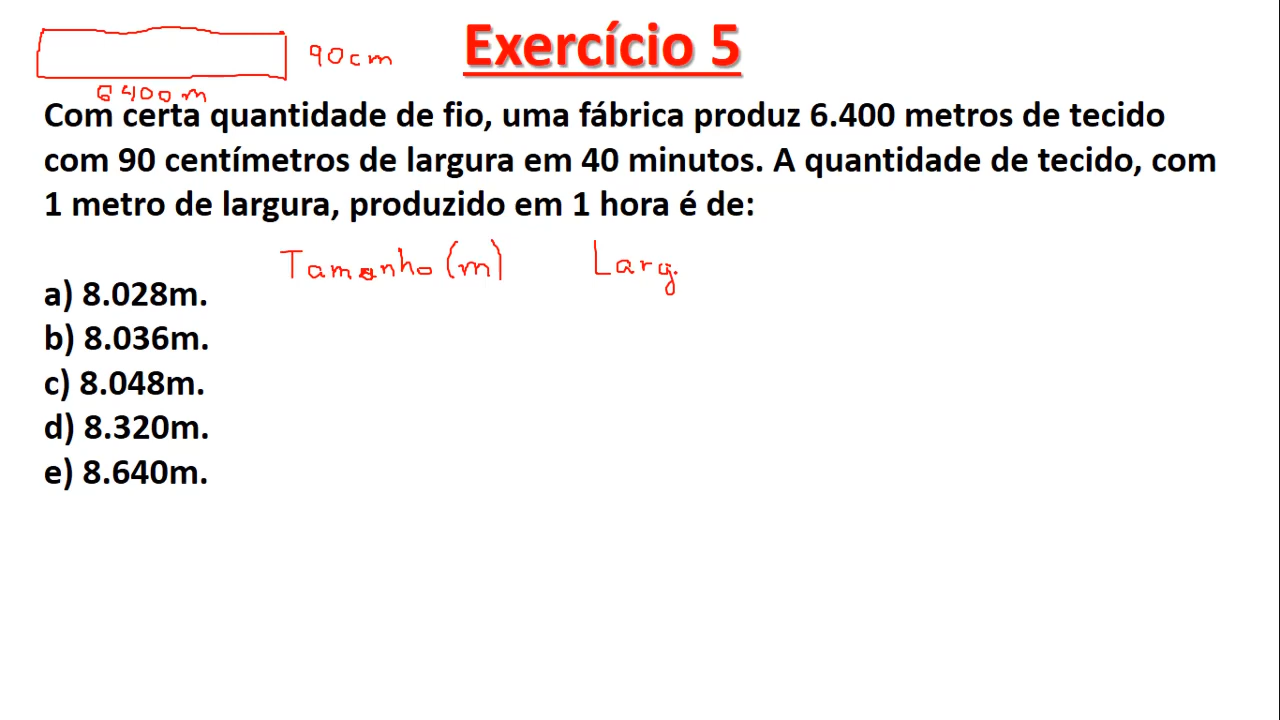 Exercício 5
90cm
6400m
Com certa quantidade de fio, uma fábrica produz 6.400 metros de tecido
com 90 centímetros de largura em 40 minutos. A quantidade de tecido, com
1 metro de largura, produzido em 1 hora é de:
Tamanho (m) Larg.
a) 8.028m.
b) 8.036m.
c) 8.048m.
d) 8.320m.
e) 8.640m.